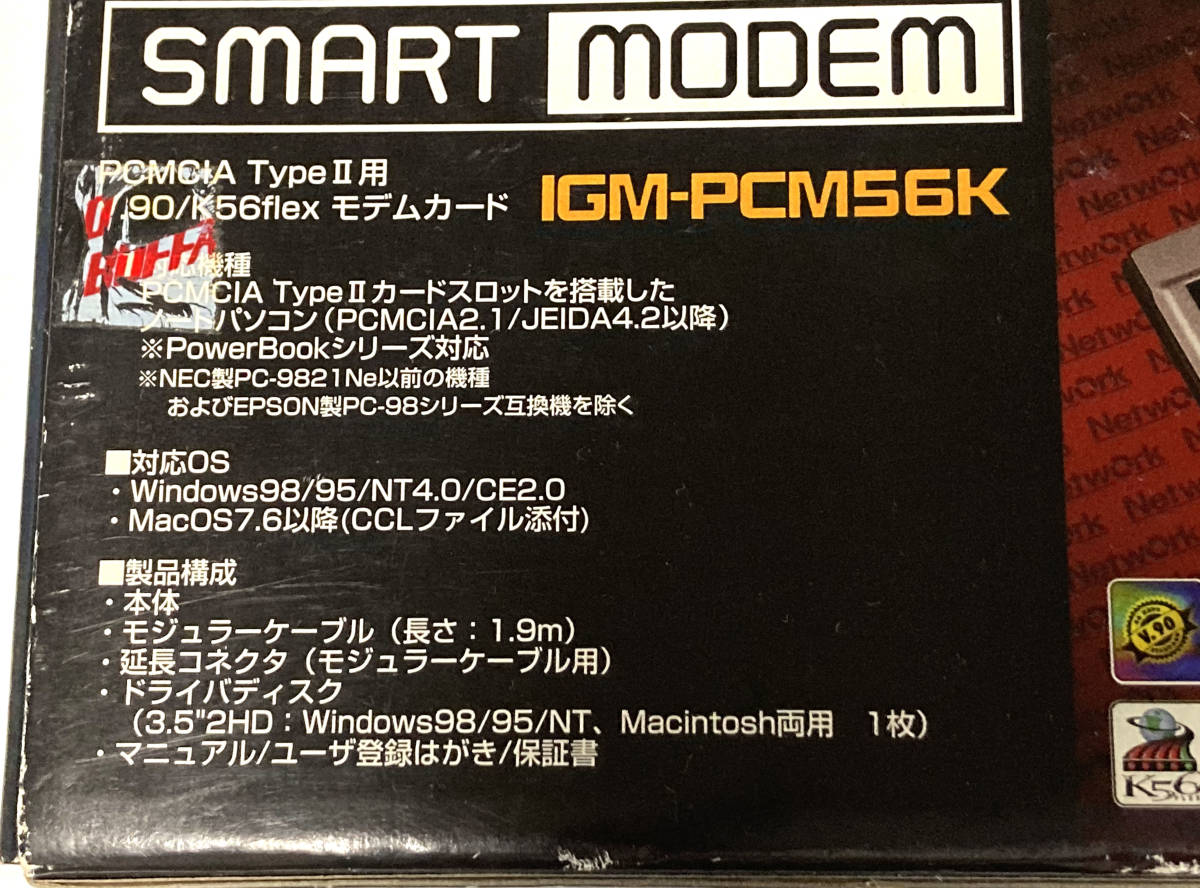 SMART MODEM
PCMCIA TypeⅡ用
.90/K56flex モデムカード
IGM-PCM56K
対応機種
PCMCIA TypeⅡカードスロットを搭載した
ノートパソコン(PCMCIA2.1/JEIDA4.2以降)
※PowerBookシリーズ対応
※NEC製PC-9821Ne以前の機種
およびEPSON製PC-98シリーズ互換機を除く
■対応OS
・Windows98/95/NT4.0/CE2.0
・MacOS7.6以降(CCLファイル添付)
■製品構成
・本体
・モジュラーケーブル(長さ:1.9m)
・延長コネクタ(モジュラーケーブル用)
・ドライバディスク
(3.5"2HD:Windows98/95/NT、Macintosh両用 1枚)
・マニュアル/ユーザ登録はがき/保証書
NetwOrk
NetwOrk
NetwOrk
NetwOrk
V.90
K56